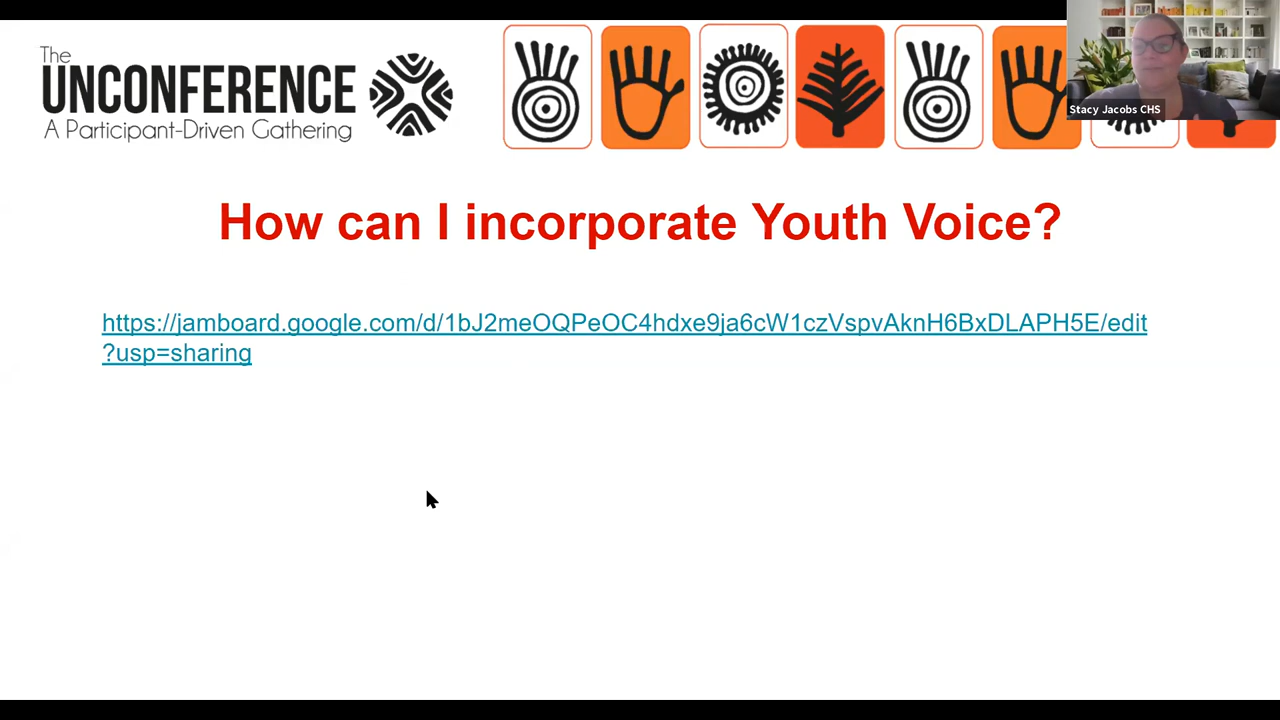 The
UNCONFERENCE
A Participant-Driven Gathering
Stacy Jacobs CHS
How can I incorporate Youth Voice?
https://jamboard.google.com/d/1bJ2meOQPeOC4hdxe9ja6cW1czVspvAknH6BxDLAPH5E/edit
?usp=sharing